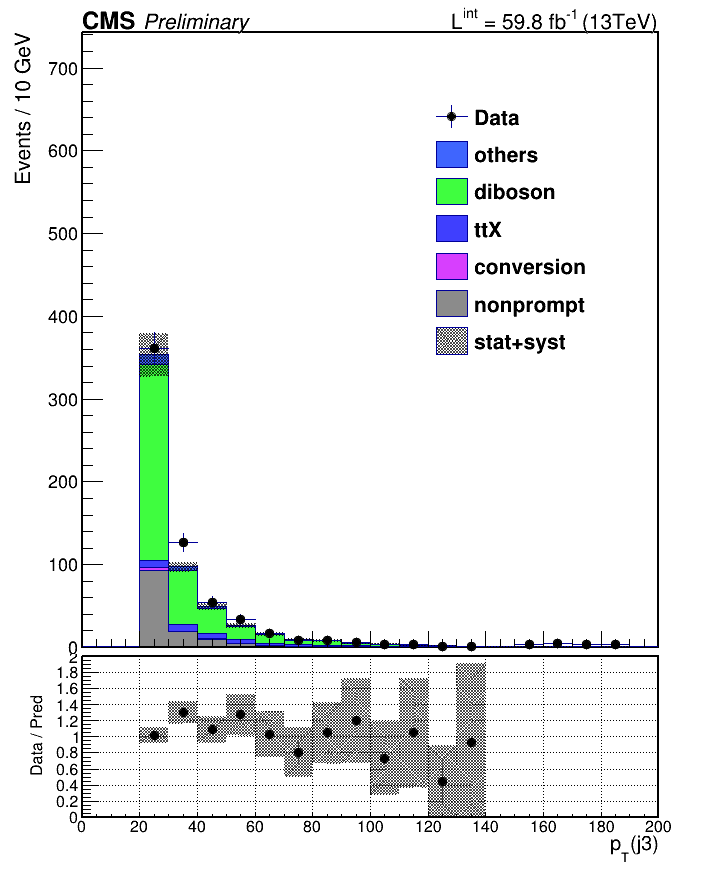 CMS Preliminary L^int = 59.8 fb^-1 (13TeV)
Events / 10 GeV
700
600
500
400
300
200
100
0
Data
others
diboson
ttX
conversion
nonprompt
stat+syst
Data / Pred
2
1.8
1.6
1.4
1.2
1
0.8
0.6
0.4
0.2
0
0 20 40 60 80 100 120 140 160 180 200
p_T(j3)